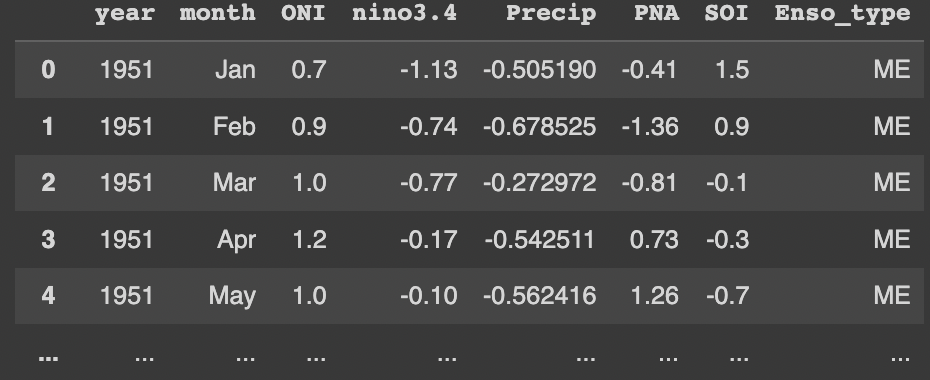 year month ONI nino3.4 Precip PNA SOI Enso_type
0 1951 Jan 0.7 -1.13 -0.505190 -0.41 1.5 ME
1 1951 Feb 0.9 -0.74 -0.678525 -1.36 0.9 ME
2 1951 Mar 1.0 -0.77 -0.272972 -0.81 -0.1 ME
3 1951 Apr 1.2 -0.17 -0.542511 0.73 -0.3 ME
4 1951 May 1.0 -0.10 -0.562416 1.26 -0.7 ME
... ... ... ... ... ... ... ... ...